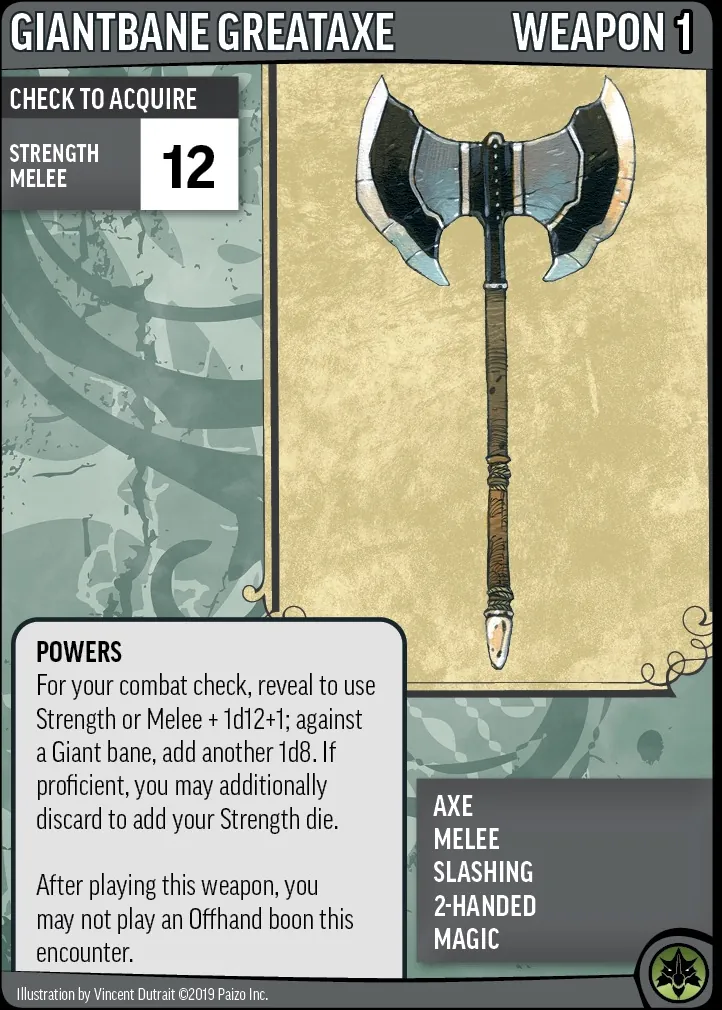 GIANTBANE GREATAXE WEAPON 1
CHECK TO ACQUIRE
STRENGTH
MELEE
12
POWERS
For your combat check, reveal to use
Strength or Melee + 1d12+1; against
a Giant bane, add another 1d8. If
proficient, you may additionally
discard to add your Strength die.
After playing this weapon, you
may not play an Offhand boon this
encounter.
AXE
MELEE
SLASHING
2-HANDED
MAGIC
Illustration by Vincent Dutrait ©2019 Paizo Inc.